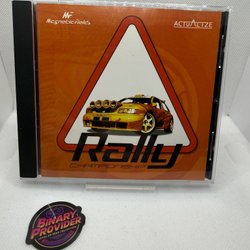 Magnetic Fields
ACTUALIZE
Rally
CHAMPIONSHIP
BINARY
PROVIDER